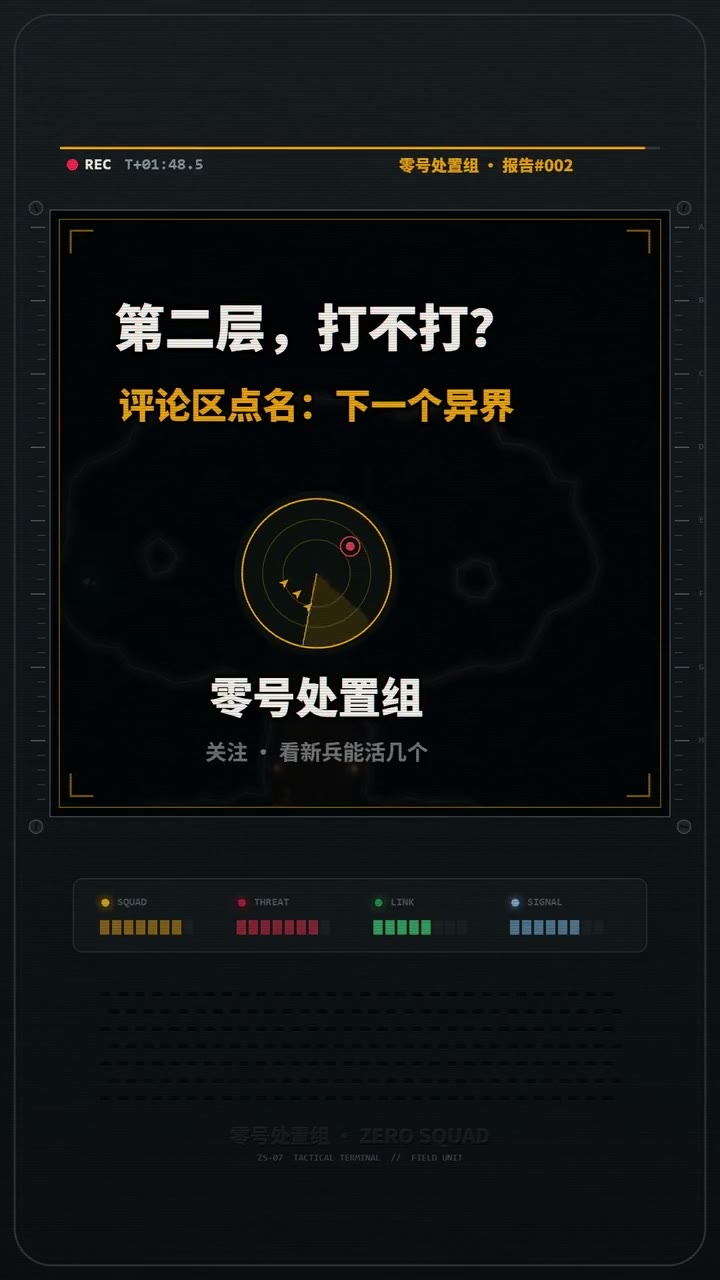 REC T+01:48.5 零号处置组 · 报告#002
第二层，打不打？
评论区点名：下一个异界
零号处置组
关注 · 看新兵能活几个
SQUAD THREAT LINK SIGNAL
零号处置组 · ZERO SQUAD
ZS-07 TACTICAL TERMINAL // FIELD UNIT